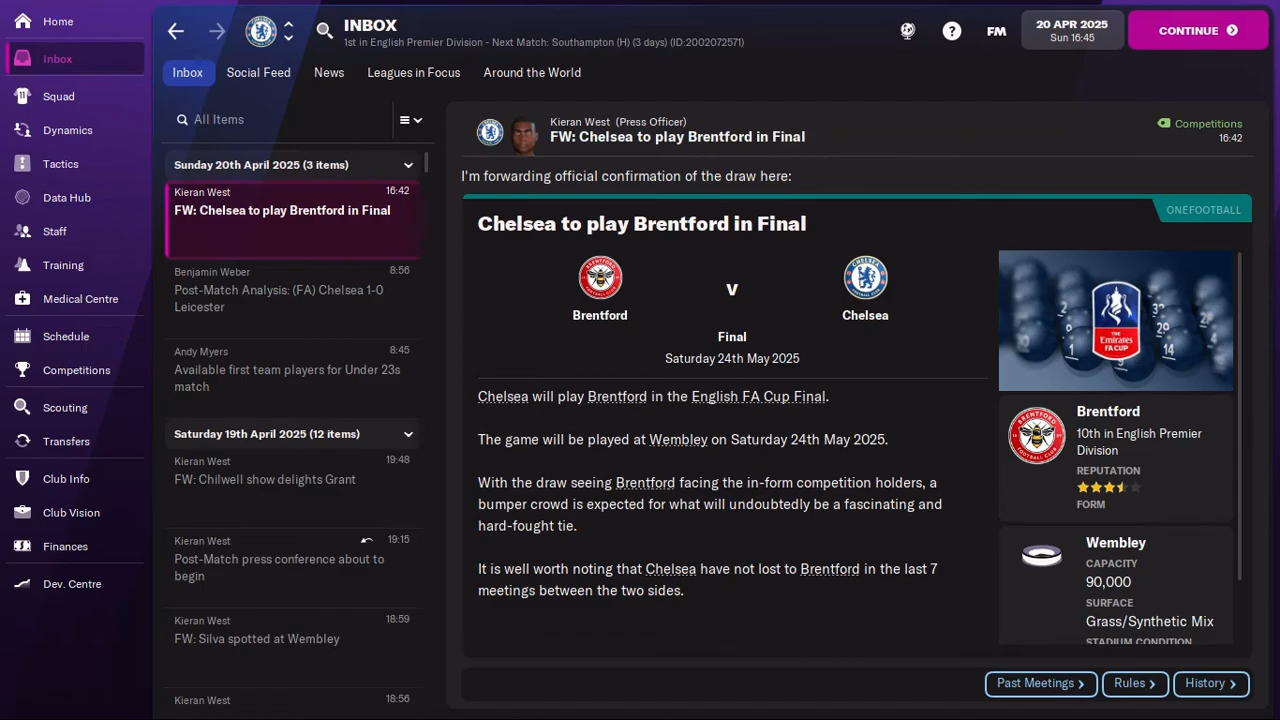 Home
Inbox
Squad
Dynamics
Tactics
Data Hub
Staff
Training
Medical Centre
Schedule
Competitions
Scouting
Transfers
Club Info
Club Vision
Finances
Dev. Centre
INBOX
1st in English Premier Division - Next Match: Southampton (H) (3 days) (ID:2002072571)
FM
20 APR 2025
Sun 16:45
CONTINUE
Inbox
Social Feed
News
Leagues in Focus
Around the World
All Items
Sunday 20th April 2025 (3 items)
Kieran West 16:42
FW: Chelsea to play Brentford in Final
Benjamin Weber 8:56
Post-Match Analysis: (FA) Chelsea 1-0
Leicester
Andy Myers 8:45
Available first team players for Under 23s
match
Saturday 19th April 2025 (12 items)
Kieran West 19:48
FW: Chilwell show delights Grant
Kieran West 19:15
Post-Match press conference about to
begin
Kieran West 18:59
FW: Silva spotted at Wembley
Kieran West 18:56
Kieran West (Press Officer)
FW: Chelsea to play Brentford in Final
Competitions
16:42
I'm forwarding official confirmation of the draw here:
ONEFOOTBALL
Chelsea to play Brentford in Final
Brentford
v
Chelsea
Final
Saturday 24th May 2025
Chelsea will play Brentford in the English FA Cup Final.
The game will be played at Wembley on Saturday 24th May 2025.
With the draw seeing Brentford facing the in-form competition holders, a
bumper crowd is expected for what will undoubtedly be a fascinating and
hard-fought tie.
It is well worth noting that Chelsea have not lost to Brentford in the last 7
meetings between the two sides.
The Emirates
FA CUP
Brentford
10th in English Premier
Division
REPUTATION
FORM
Wembley
CAPACITY
90,000
SURFACE
Grass/Synthetic Mix
STADIUM CONDITION
Past Meetings
Rules
History